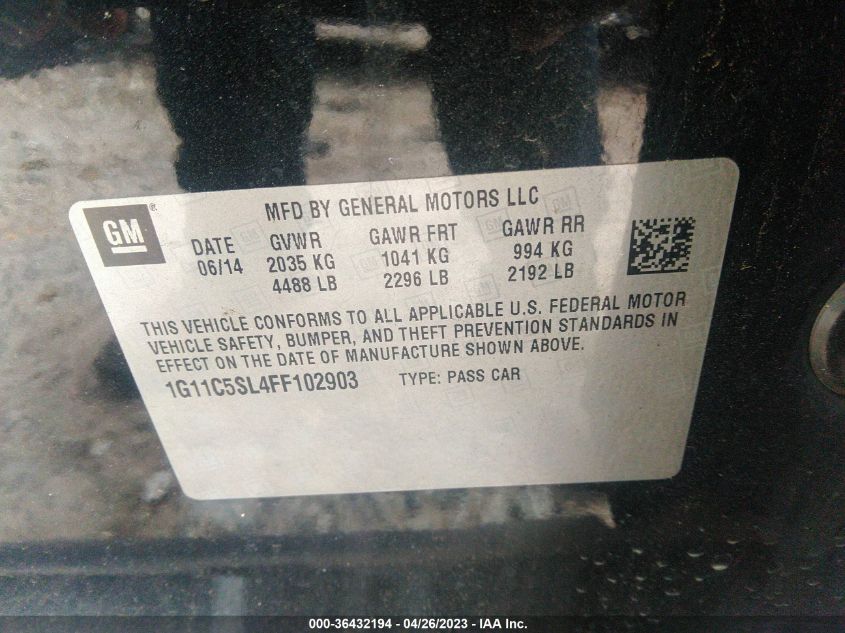 GM
MFD BY GENERAL MOTORS LLC
DATE GVWR GAWR FRT GAWR RR
06/14 2035 KG 1041 KG 994 KG
4488 LB 2296 LB 2192 LB
THIS VEHICLE CONFORMS TO ALL APPLICABLE U.S. FEDERAL MOTOR
VEHICLE SAFETY, BUMPER, AND THEFT PREVENTION STANDARDS IN
EFFECT ON THE DATE OF MANUFACTURE SHOWN ABOVE.
1G11C5SL4FF102903 TYPE: PASS CAR
000-36432194 - 04/26/2023 - IAA Inc.